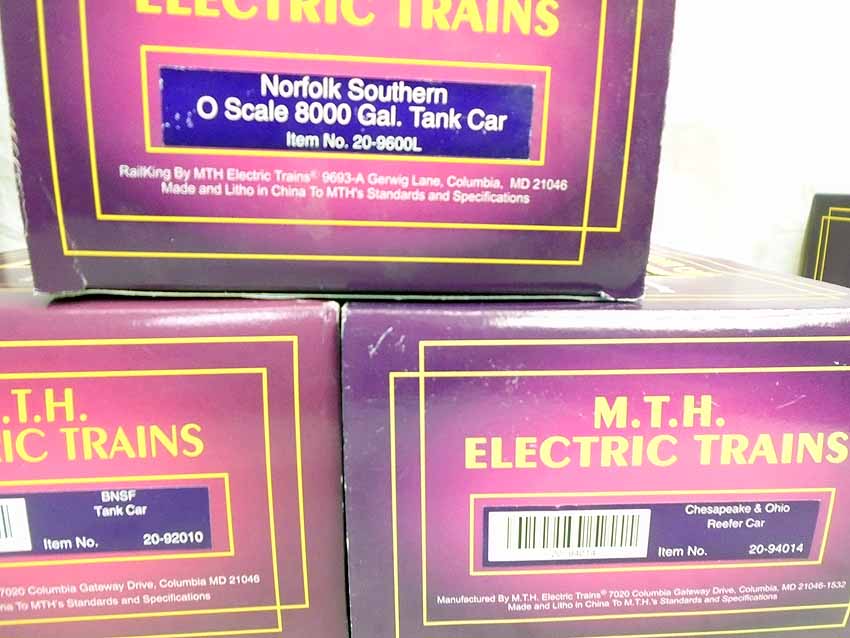 ELECTRIC TRAINS
Norfolk Southern
O Scale 8000 Gal. Tank Car
Item No. 20-9600L
RailKing By MTH Electric Trains® 9693-A Gerwig Lane, Columbia, MD 21046
Made and Litho in China To MTH's Standards and Specifications
.T.H.
IC TRAINS
BNSF
Tank Car
Item No. 20-92010
7020 Columbia Gateway Drive, Columbia MD 21046
To MTH's Standards and Specifications
M.T.H.
ELECTRIC TRAINS
Chesapeake & Ohio
Reefer Car
20-94014
Item No. 20-94014
Manufactured By M.T.H. Electric Trains® 7020 Columbia Gateway Drive, Columbia, MD 21046-1532
Made and Litho in China To M.T.H.'s Standards and Specifications